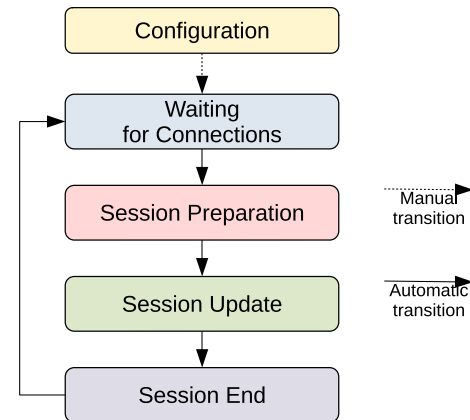 Configuration
Waiting
for Connections
Session Preparation
Manual
transition
Session Update
Automatic
transition
Session End